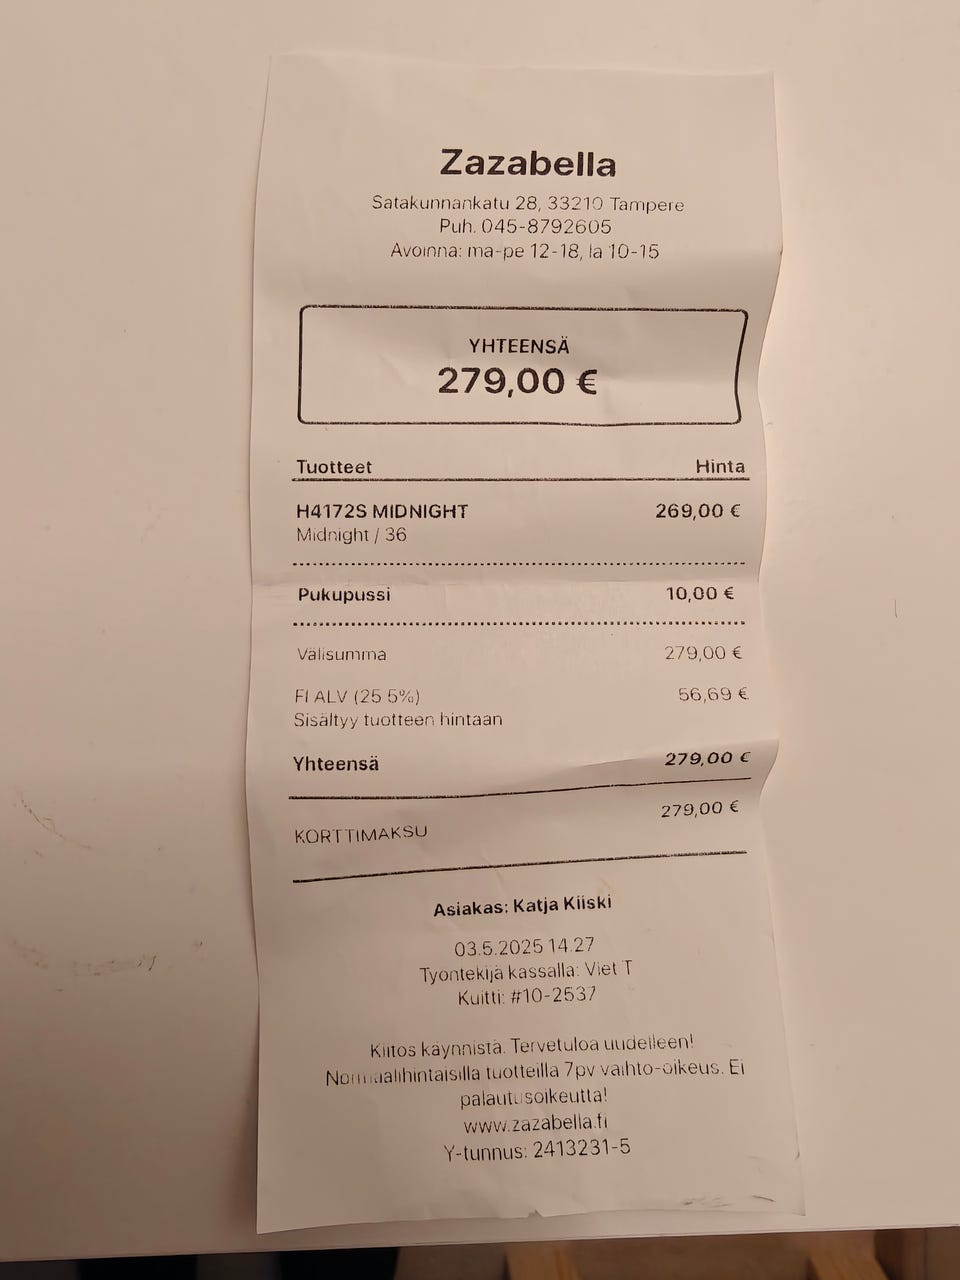 Zazabella
Satakunnankatu 28, 33210 Tampere
Puh. 045-8792605
Avoinna: ma-pe 12-18, la 10-15
YHTEENSÄ
279,00 €
Tuotteet Hinta
H4172S MIDNIGHT 269,00 €
Midnight / 36
Pukupussi 10,00 €
Välisumma 279,00 €
FI ALV (25 5%) 56,69 €
Sisältyy tuotteen hintaan
Yhteensä 279,00 €
KORTTIMAKSU 279,00 €
Asiakas: Katja Kiiski
03.5.2025 14.27
Työntekijä kassalla: Viet T
Kuitti: #10-2537
Kiitos käynnistä. Tervetuloa uudelleen!
Normaalihintaisilla tuotteilla 7pv vaihto-oikeus. Ei
palautusoikeutta!
www.zazabella.fi
Y-tunnus: 2413231-5